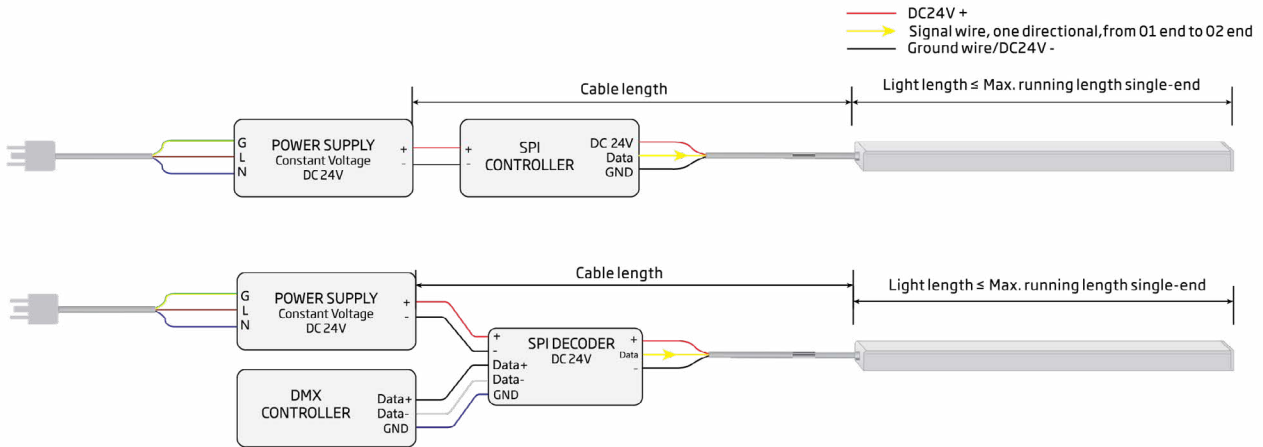 DC24V +
Signal wire, one directional,from 01 end to 02 end
Ground wire/DC24V -
Cable length
Light length ≤ Max. running length single-end
G
L
N
POWER SUPPLY
Constant Voltage
DC 24V
+
-
+
-
SPI
CONTROLLER
DC 24V
Data
GND
Cable length
Light length ≤ Max. running length single-end
G
L
N
POWER SUPPLY
Constant Voltage
DC 24V
+
-
+
-
Data+
Data-
GND
SPI DECODER
DC 24V
+
Data
-
DMX
CONTROLLER
Data+
Data-
GND